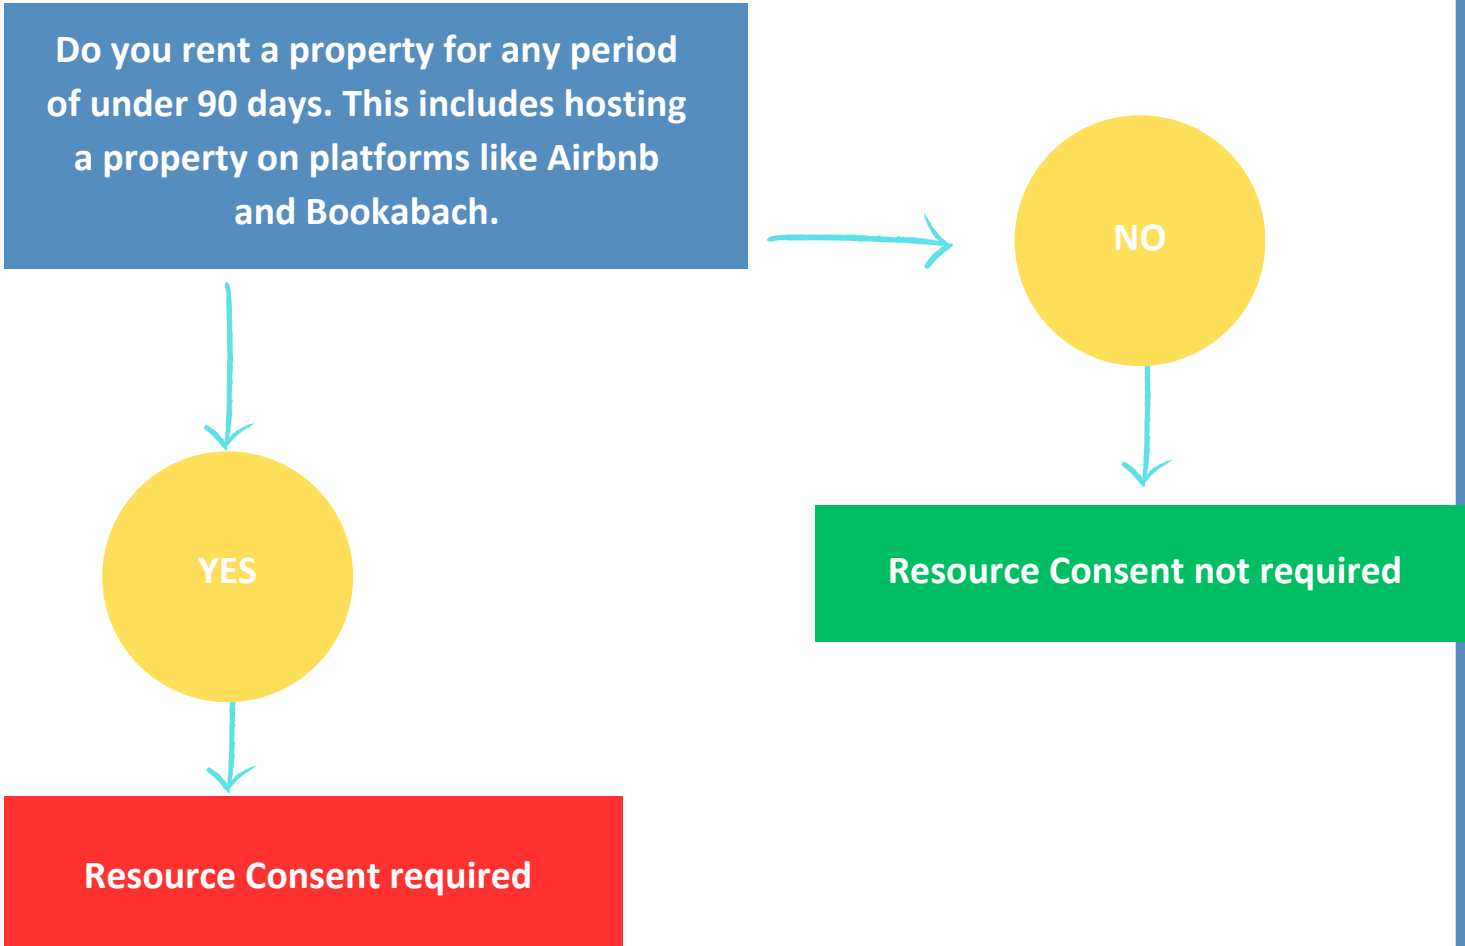 Do you rent a property for any period
of under 90 days. This includes hosting
a property on platforms like Airbnb
and Bookabach.
NO
YES
Resource Consent not required
Resource Consent required